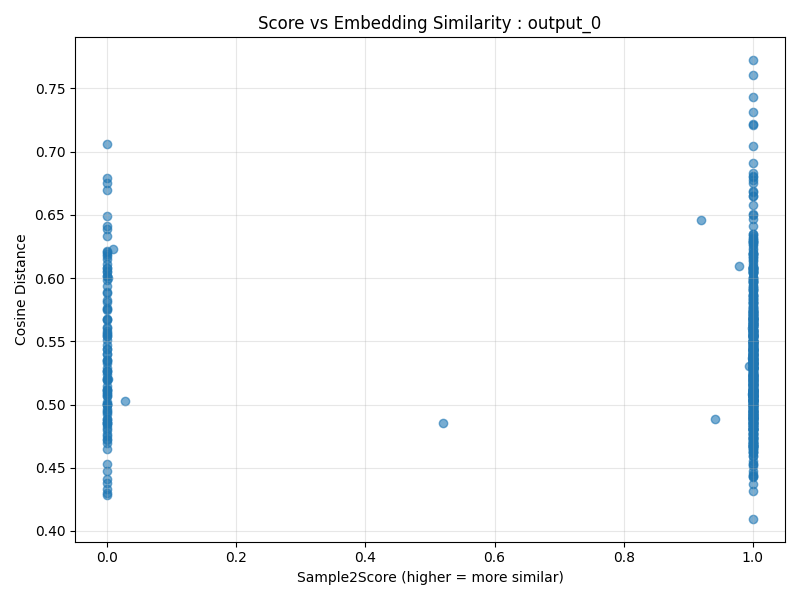 Score vs Embedding Similarity : output_0
Cosine Distance
0.75
0.70
0.65
0.60
0.55
0.50
0.45
0.40
0.0 0.2 0.4 0.6 0.8 1.0
Sample2Score (higher = more similar)